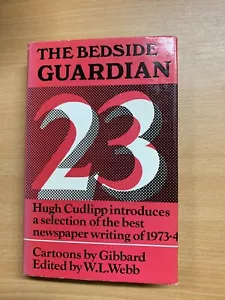 THE BEDSIDE
GUARDIAN
23
Hugh Cudlipp introduces
a selection of the best
newspaper writing of 1973-4
Cartoons by Gibbard
Edited by W.L.Webb